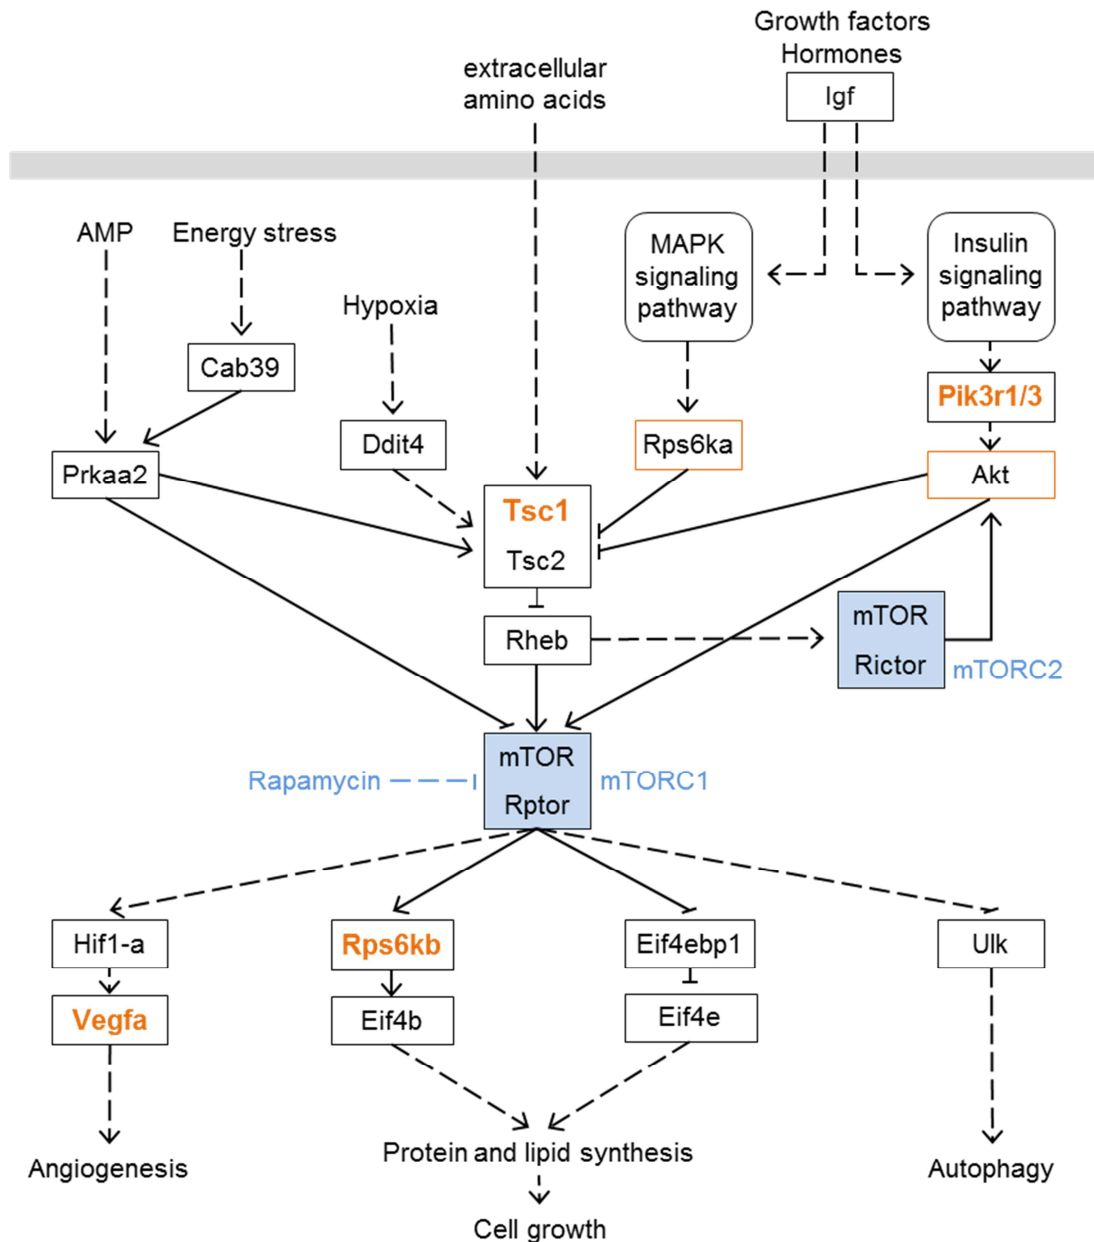 Growth factors
Hormones
extracellular
amino acids
Igf
AMP
Energy stress
MAPK
signaling
pathway
Insulin
signaling
pathway
Hypoxia
Cab39
Pik3r1/3
Ddit4
Rps6ka
Prkaa2
Akt
Tsc1
Tsc2
Rheb
mTOR
Rictor
mTORC2
mTOR
Rptor
Rapamycin
mTORC1
Hif1-a
Rps6kb
Eif4ebp1
Ulk
Vegfa
Eif4b
Eif4e
Angiogenesis
Protein and lipid synthesis
Autophagy
Cell growth